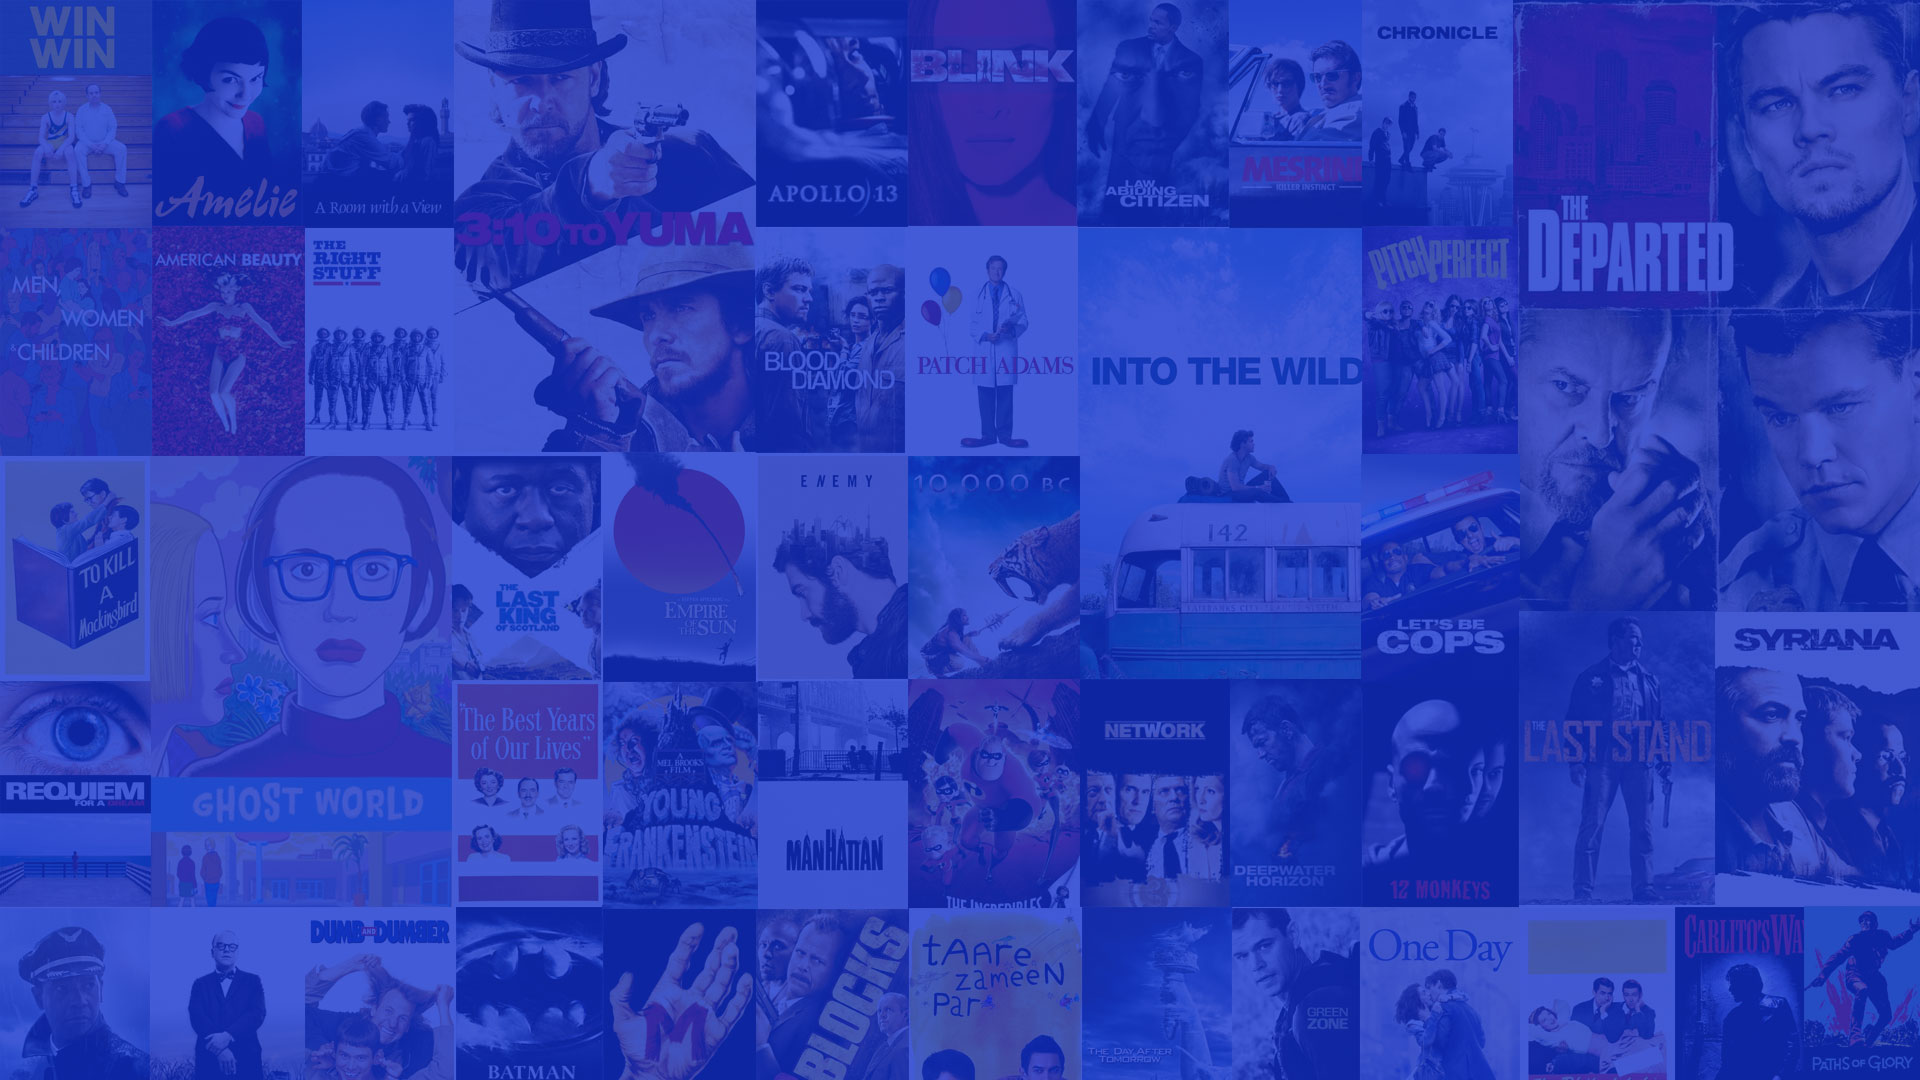 WIN
WIN
Amelie
A Room with a View
3:10 TO YUMA
APOLLO 13
BLINK
LAW
ABIDING
CITIZEN
MESRIN
KILLER INSTINCT
CHRONICLE
THE
DEPARTED
MEN,
WOMEN
& CHILDREN
AMERICAN BEAUTY
THE
RIGHT
STUFF
BLOOD
DIAMOND
PATCH ADAMS
INTO THE WILD
142
FAIRBANKS CITY TRANSIT SYSTEM
PITCH PERFECT
TO KILL
A
Mockingbird
GHOST WORLD
THE
LAST
KING
OF SCOTLAND
EMPIRE
OF THE SUN
ENEMY
10,000 BC
LET'S BE
COPS
THE
LAST STAND
SYRIANA
REQUIEM
FOR A DREAM
"The Best Years
of Our Lives"
A
MEL BROOKS
FILM
YOUNG
FRANKENSTEIN
MANHATTAN
THE INCREDIBLES
NETWORK
DEEPWATER
HORIZON
12 MONKEYS
DUMB AND DUMBER
BATMAN
M
BLOCKS
tAAre
zameeN
Par
THE DAY AFTER
TOMORROW
GREEN
ZONE
One Day
CARLITO'S WA
PATHS OF GLORY